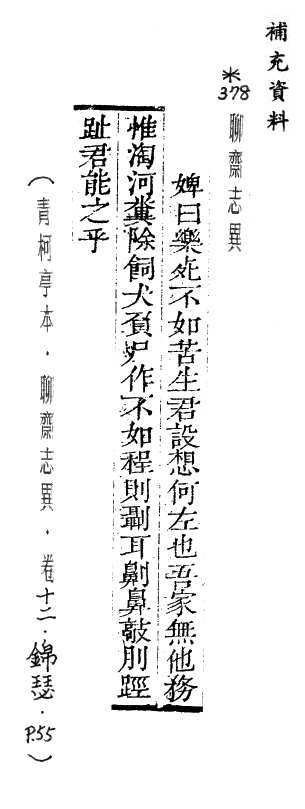 補充資料
*378 聊齋志異
婢曰樂死不如苦生君設想何左也吾家無他務
惟淘河糞除飼犬負屍作不如程則刵耳劓鼻敲刖脛
趾君能之乎
(青柯亭本．聊齋志異．卷十二．錦瑟．P.55)